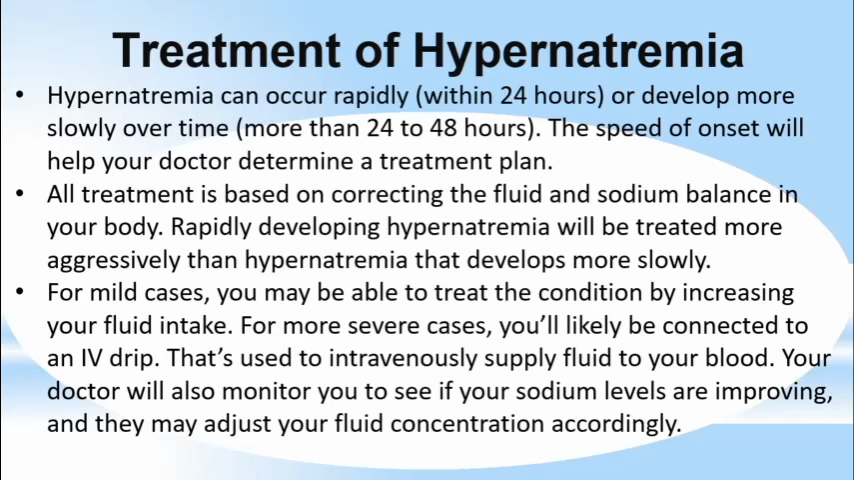 Treatment of Hypernatremia
• Hypernatremia can occur rapidly (within 24 hours) or develop more
slowly over time (more than 24 to 48 hours). The speed of onset will
help your doctor determine a treatment plan.
• All treatment is based on correcting the fluid and sodium balance in
your body. Rapidly developing hypernatremia will be treated more
aggressively than hypernatremia that develops more slowly.
• For mild cases, you may be able to treat the condition by increasing
your fluid intake. For more severe cases, you’ll likely be connected to
an IV drip. That’s used to intravenously supply fluid to your blood. Your
doctor will also monitor you to see if your sodium levels are improving,
and they may adjust your fluid concentration accordingly.